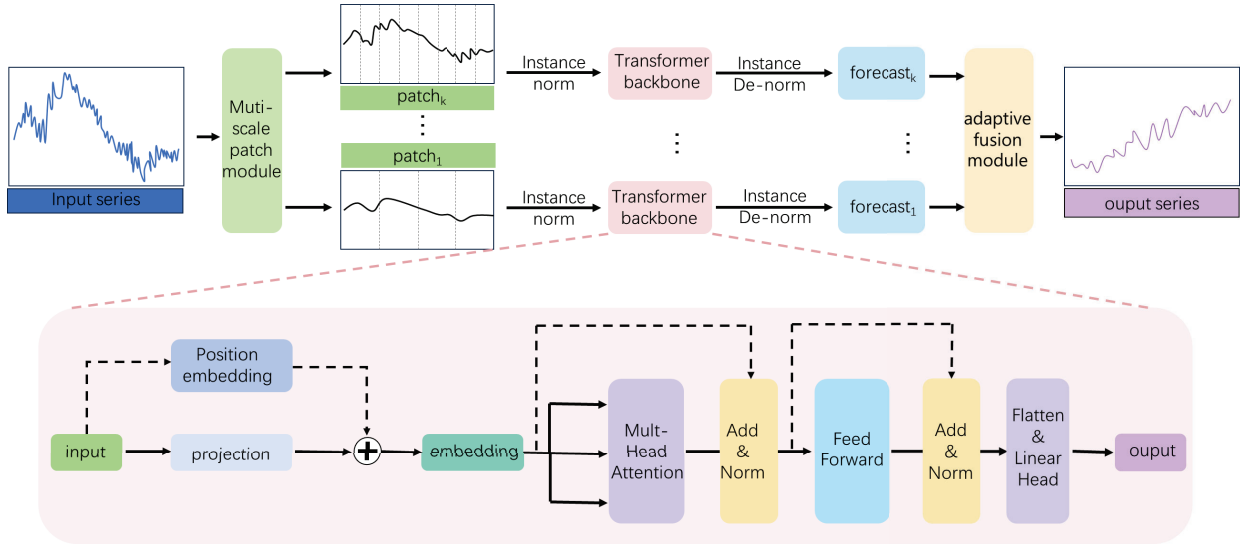 Input series
Muti-
scale
patch
module
patchk
⋮
patch1
Instance
norm
Transformer
backbone
Instance
De-norm
forecastk
⋮
⋮
Instance
norm
Transformer
backbone
Instance
De-norm
forecast1
adaptive
fusion
module
ouput series
Position
embedding
input
projection
embedding
Mult-
Head
Attention
Add
&
Norm
Feed
Forward
Add
&
Norm
Flatten
&
Linear
Head
ouput